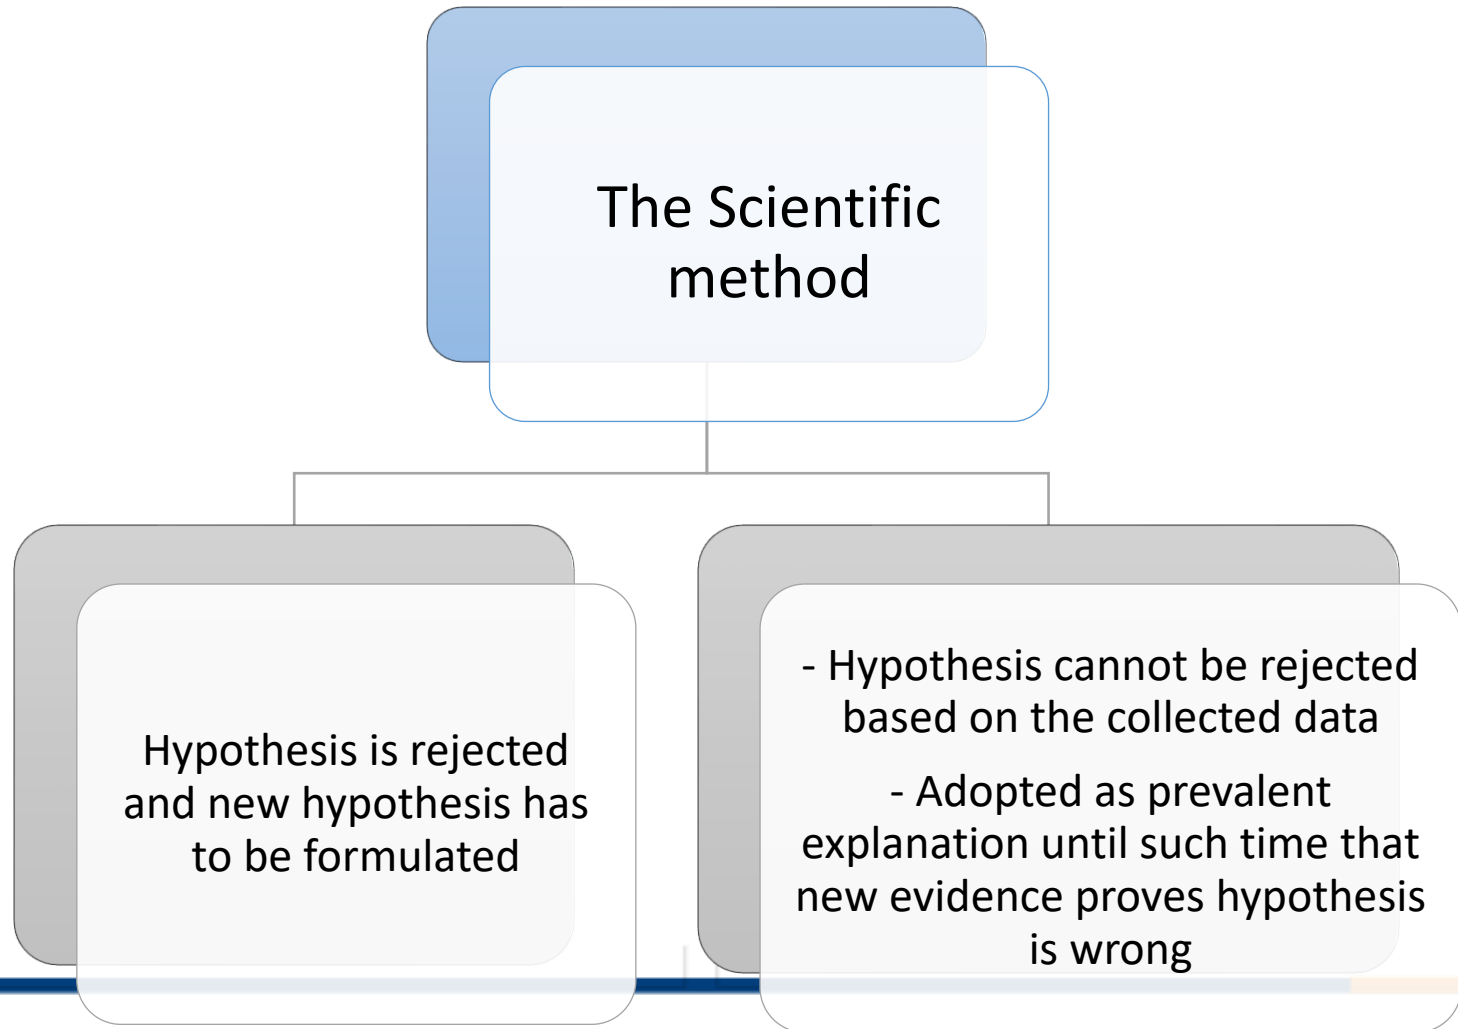 The Scientific
method
Hypothesis is rejected
and new hypothesis has
to be formulated
- Hypothesis cannot be rejected
based on the collected data
- Adopted as prevalent
explanation until such time that
new evidence proves hypothesis
is wrong